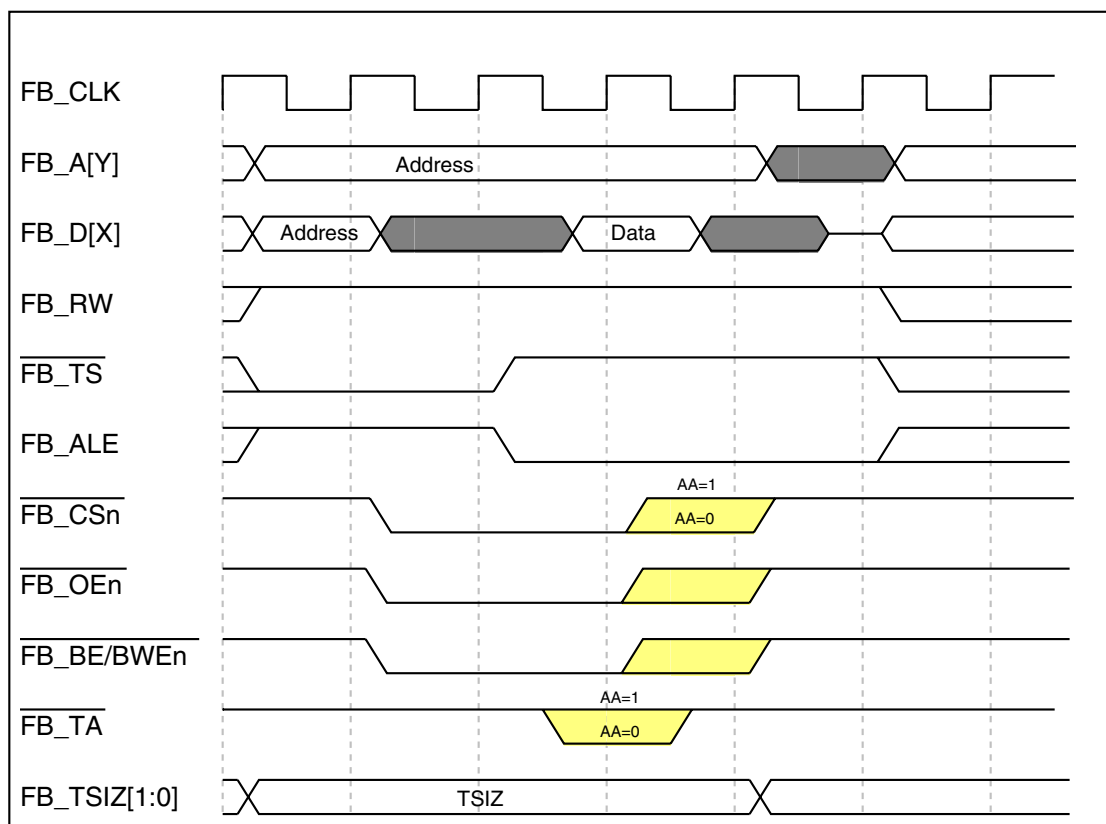 FB_CLK
FB_A[Y]
Address
FB_D[X]
Address
Data
FB_RW
FB_TS
FB_ALE
AA=1
FB_CSn
AA=0
FB_OEn
FB_BE/BWEn
AA=1
FB_TA
AA=0
FB_TSIZ[1:0]
TSIZ